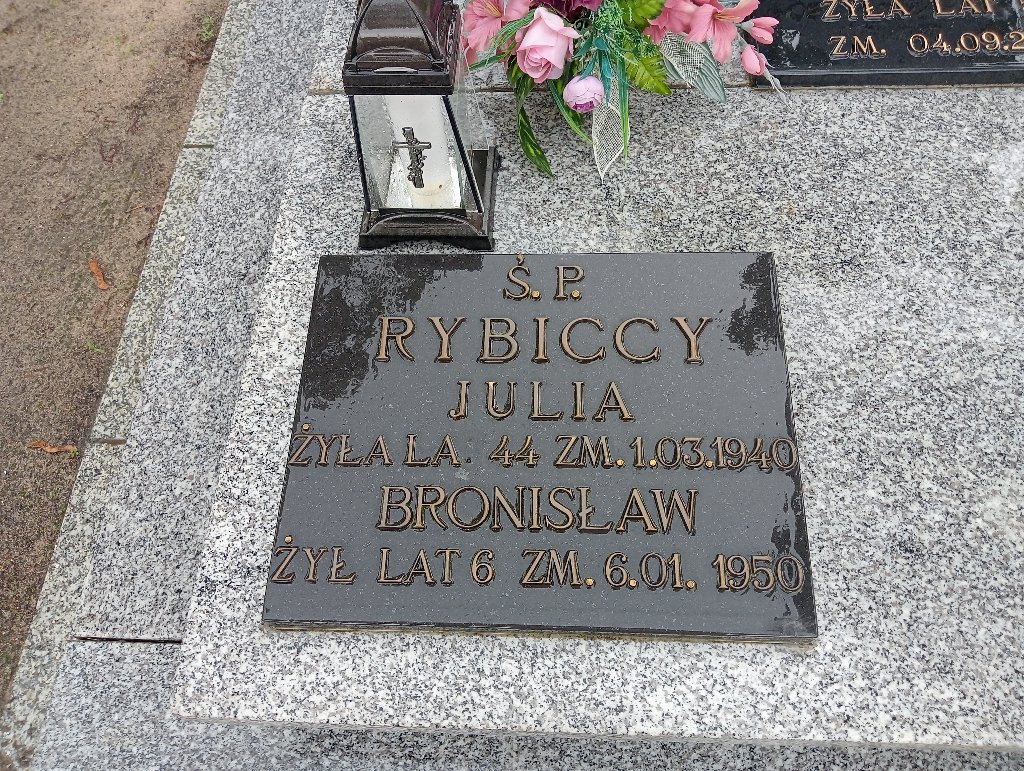 ŻYŁA LAT
ZM. 04.09.2
Ś. P.
RYBICCY
JULIA
ŻYŁA LA. 44 ZM. 1.03.1940
BRONISŁAW
ŻYŁ LAT 6 ZM. 6.01. 1950